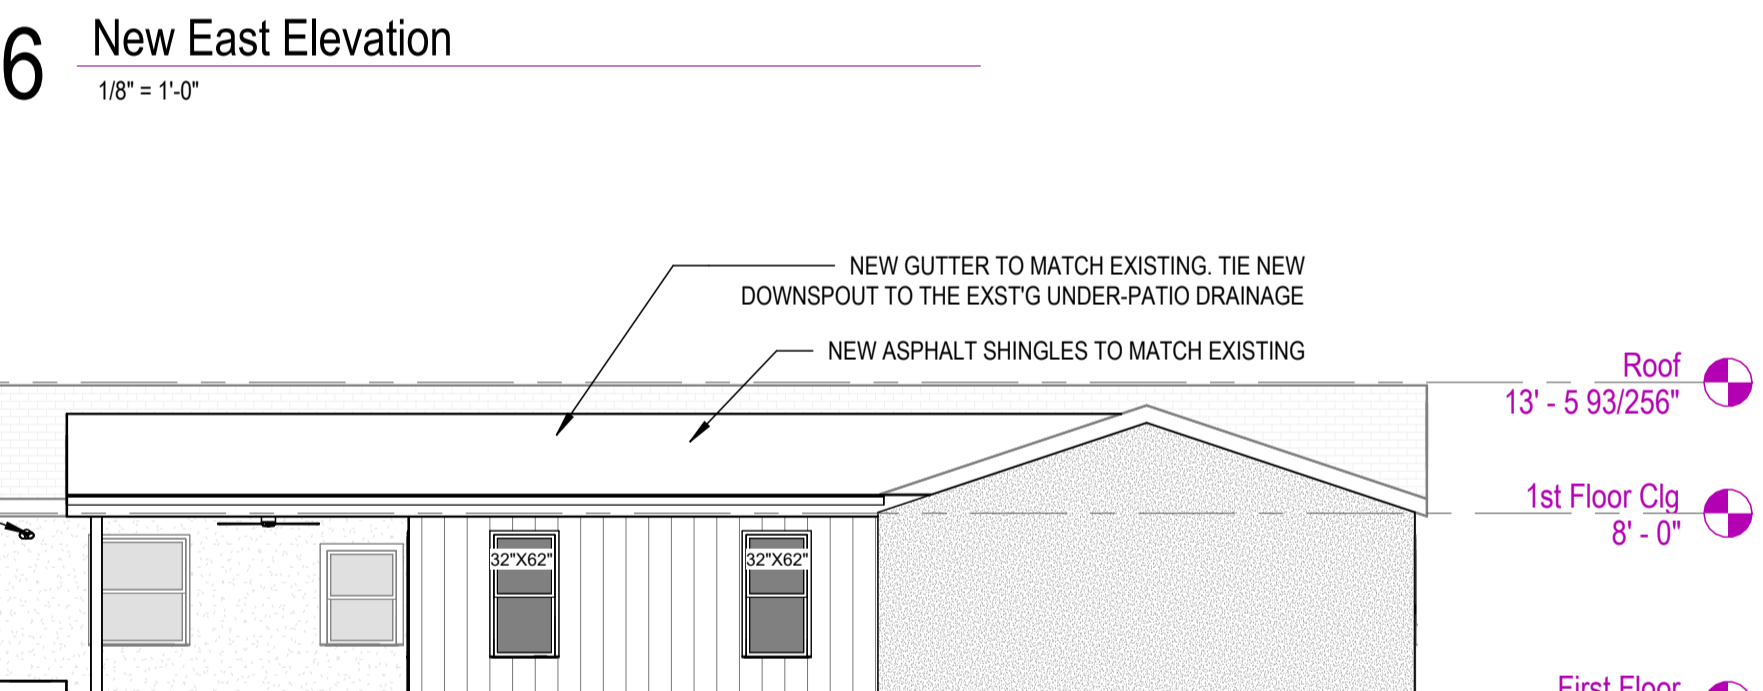 6
New East Elevation
1/8" = 1'-0"
NEW GUTTER TO MATCH EXISTING. TIE NEW
DOWNSPOUT TO THE EXST'G UNDER-PATIO DRAINAGE
NEW ASPHALT SHINGLES TO MATCH EXISTING
Roof
13' - 5 93/256"
1st Floor Clg
8' - 0"
32"X62"
32"X62"
First Floor